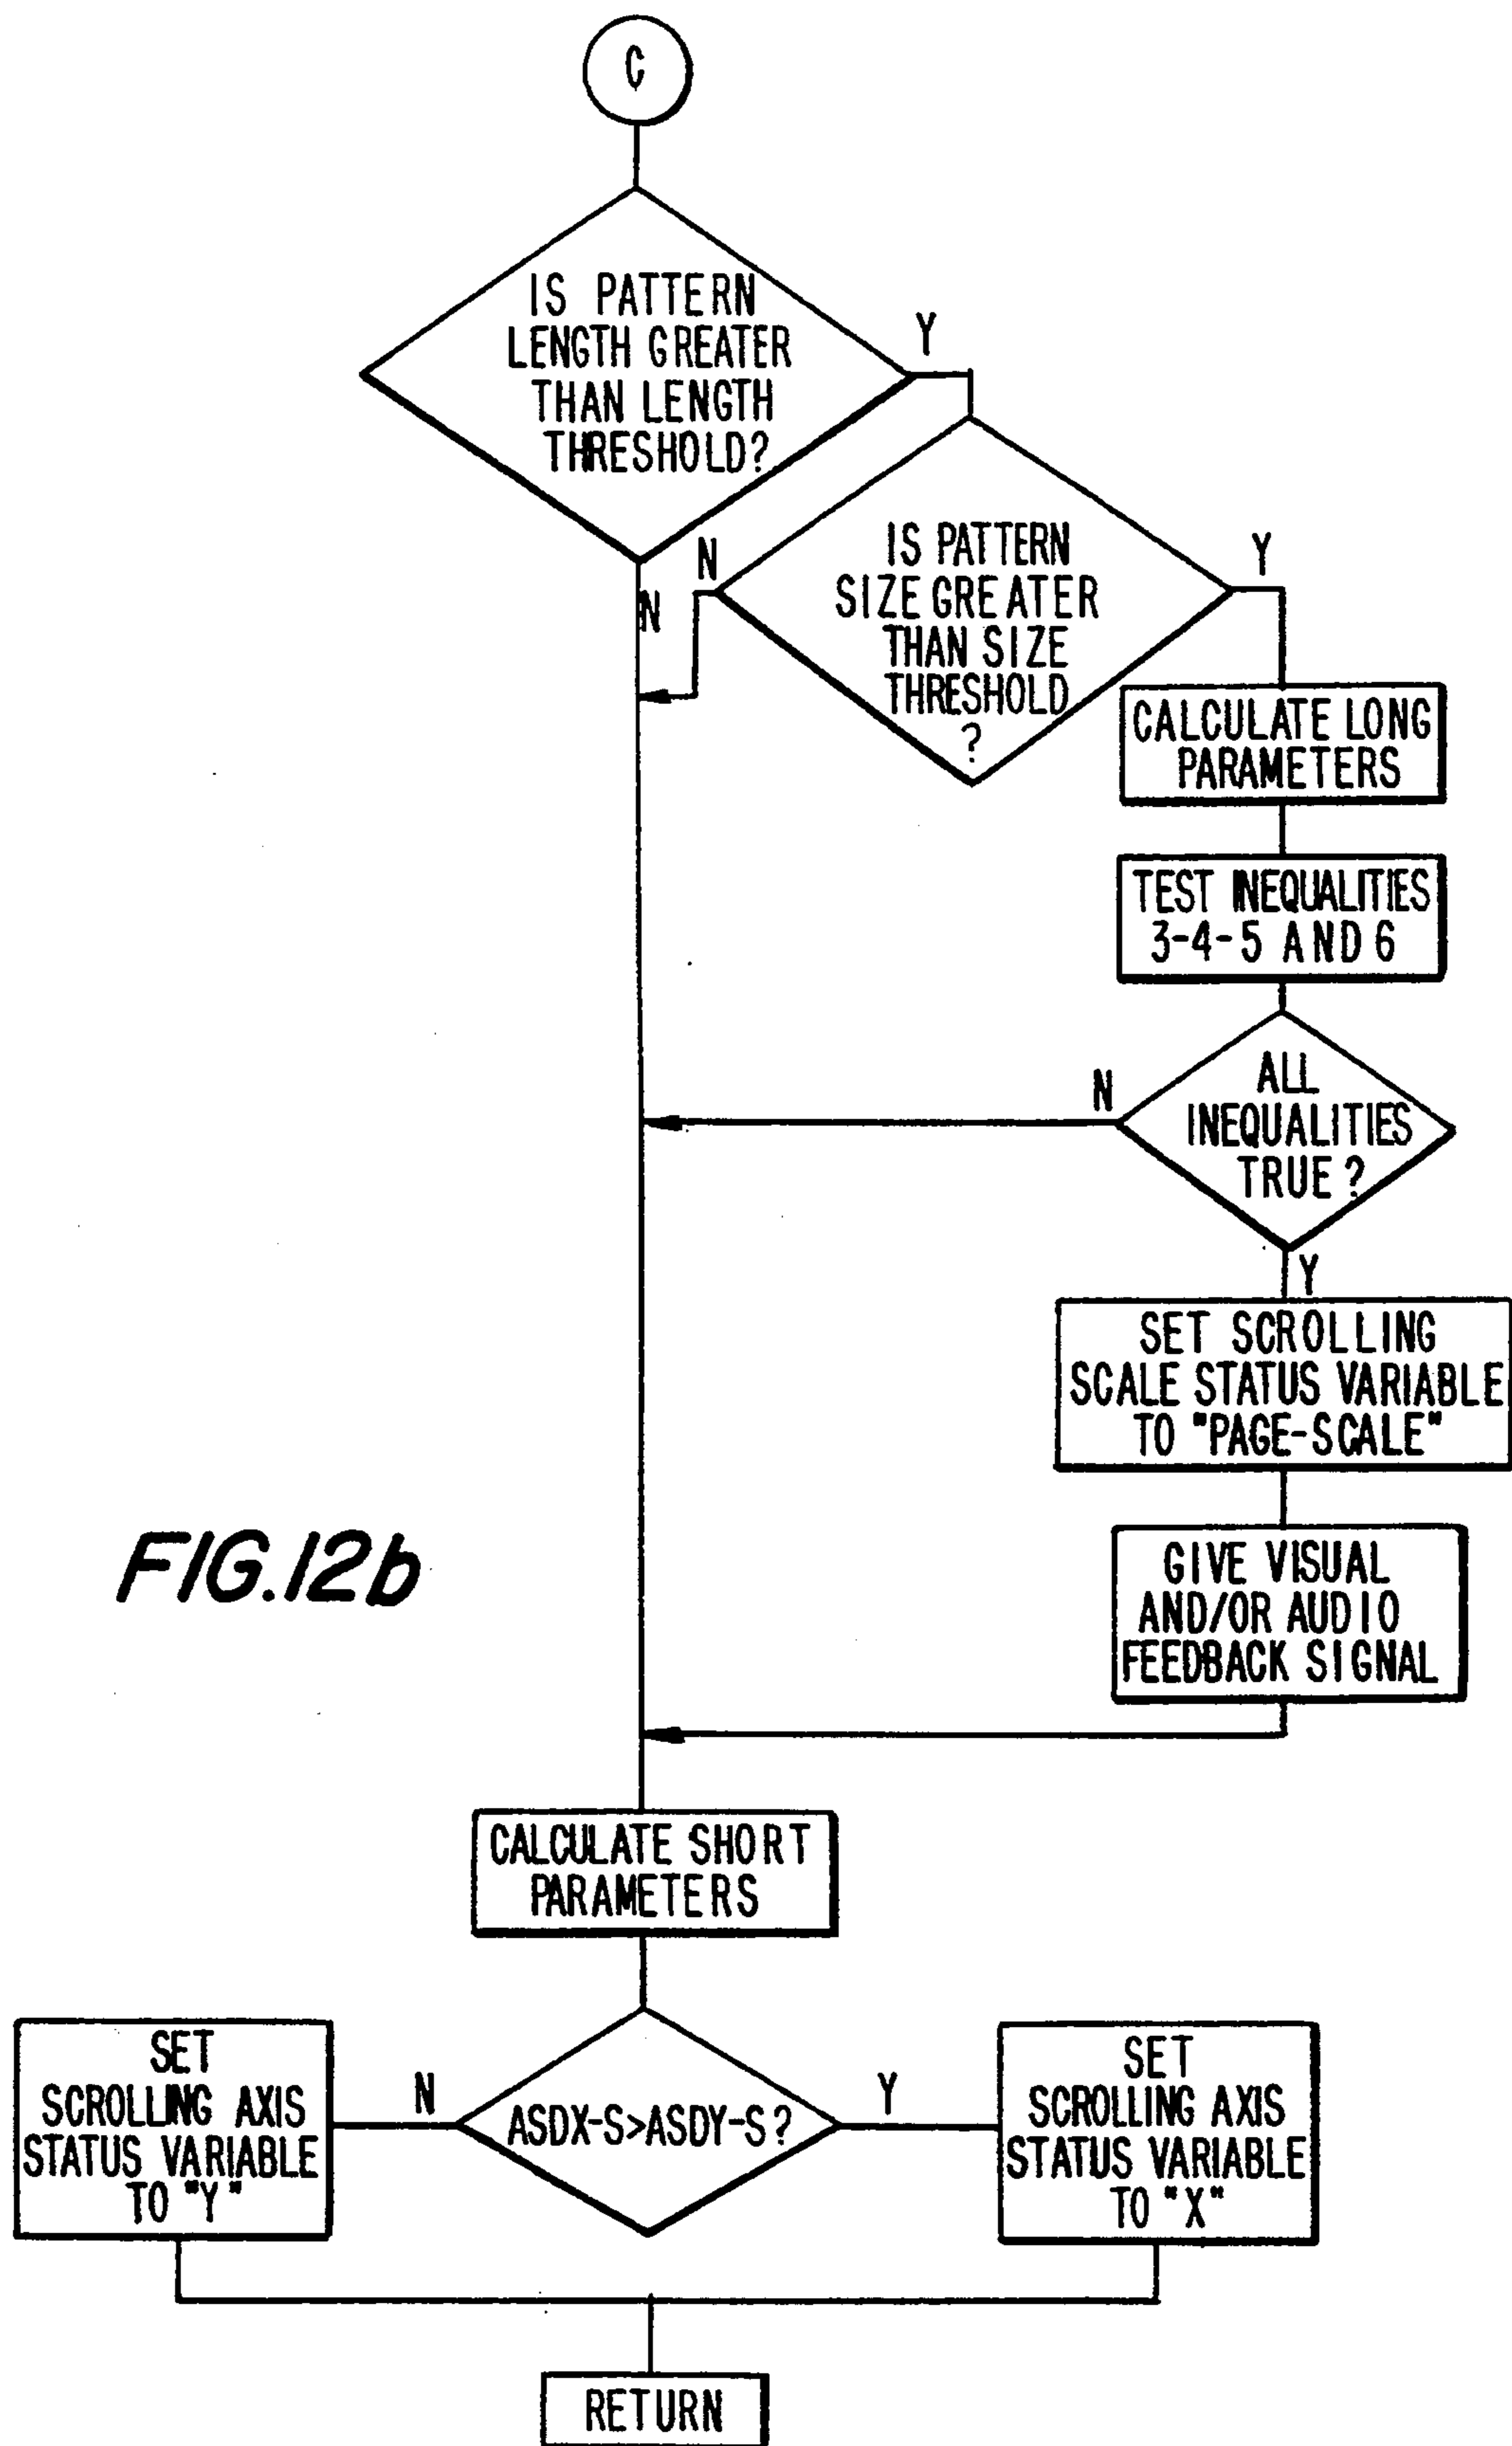 C
IS PATTERN
LENGTH GREATER
THAN LENGTH
THRESHOLD?
Y
N
IS PATTERN
SIZE GREATER
THAN SIZE
THRESHOLD
?
N
Y
CALCULATE LONG
PARAMETERS
TEST INEQUALITIES
3-4-5 AND 6
ALL
INEQUALITIES
TRUE?
N
Y
SET SCROLLING
SCALE STATUS VARIABLE
TO "PAGE-SCALE"
GIVE VISUAL
AND/OR AUDIO
FEEDBACK SIGNAL
FIG.12b
CALCULATE SHORT
PARAMETERS
ASDX-S>ASDY-S?
N
Y
SET
SCROLLING AXIS
STATUS VARIABLE
TO "Y"
SET
SCROLLING AXIS
STATUS VARIABLE
TO "X"
RETURN